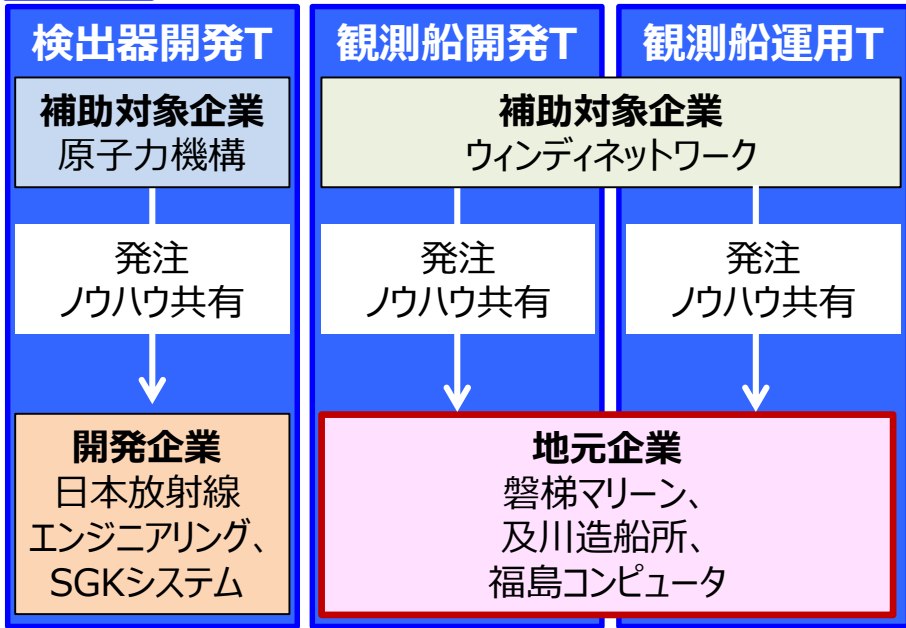 検出器開発T
観測船開発T
観測船運用T
補助対象企業
原子力機構
補助対象企業
ウィンディネットワーク
発注
ノウハウ共有
発注
ノウハウ共有
発注
ノウハウ共有
開発企業
日本放射線
エンジニアリング、
SGKシステム
地元企業
磐梯マリーン、
及川造船所、
福島コンピュータ